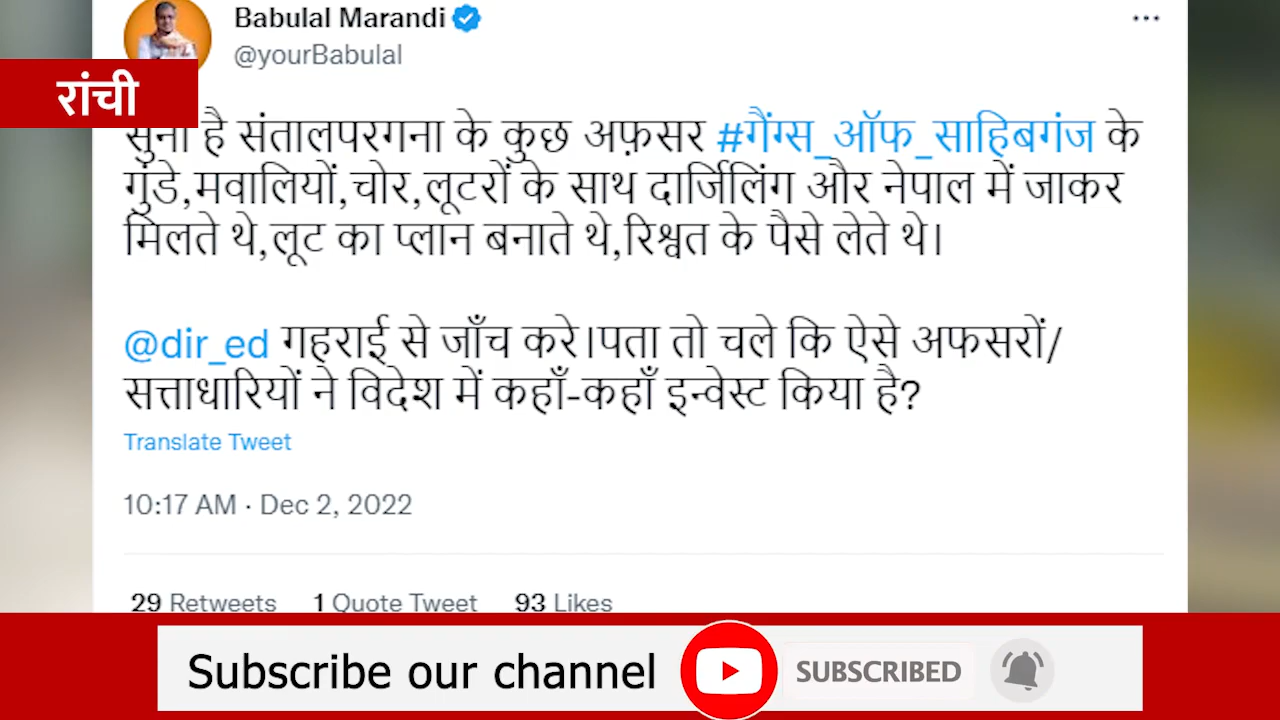 Babulal Marandi
@yourBabulal
रांची
सुना है संतालपरगना के कुछ अफ़सर #गैंग्स_ऑफ_साहिबगंज के
गुंडे,मवालियों,चोर,लूटरों के साथ दार्जिलिंग और नेपाल में जाकर
मिलते थे,लूट का प्लान बनाते थे,रिश्वत के पैसे लेते थे।
@dir_ed गहराई से जाँच करे।पता तो चले कि ऐसे अफसरों/
सत्ताधारियों ने विदेश में कहाँ-कहाँ इन्वेस्ट किया है?
Translate Tweet
10:17 AM · Dec 2, 2022
29 Retweets 1 Quote Tweet 93 Likes
Subscribe our channel SUBSCRIBED